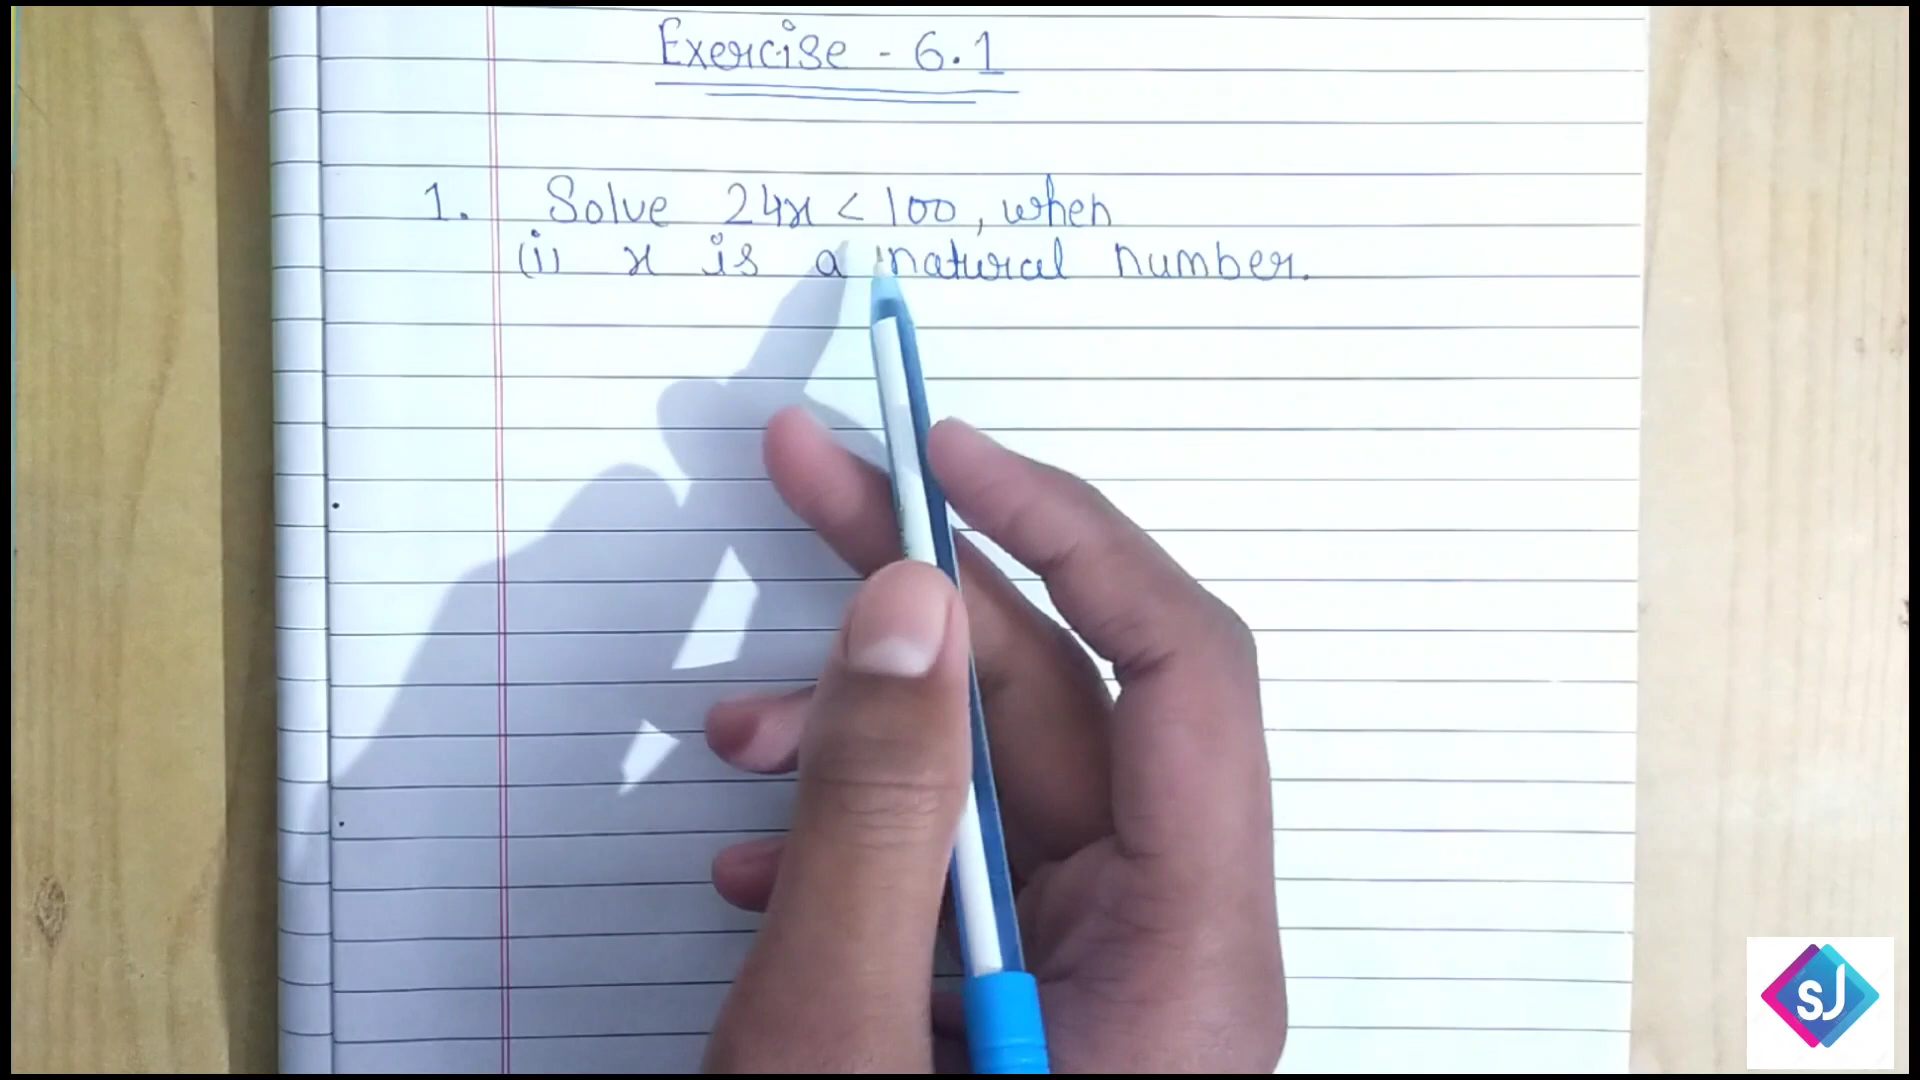 Exercise - 6.1
1. Solve 24x < 100, when
(i) x is a natural number.
SJ